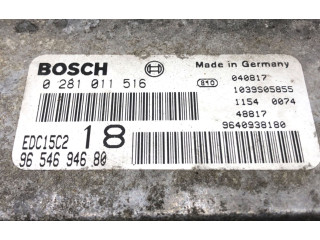 Made in Germany
BOSCH
0 281 011 516
040817
1039S05855
1154 0074
48817
9640938180
EDC15C2 18
96 546 946 80